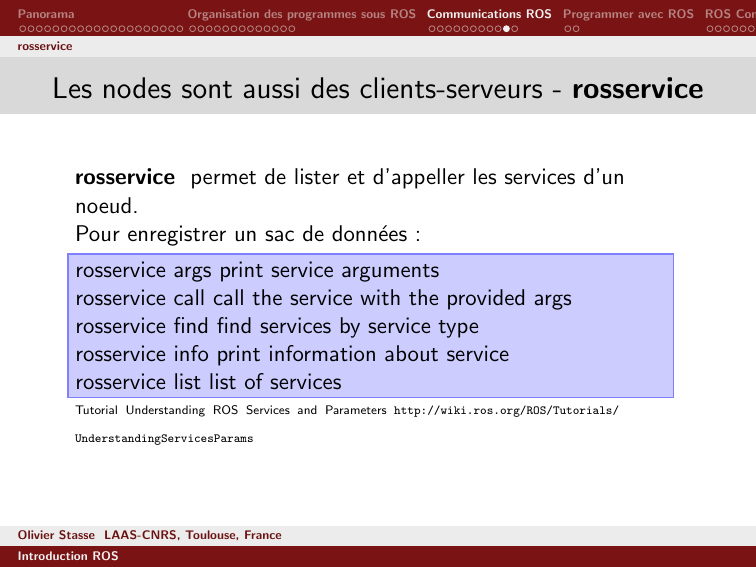 Panorama Organisation des programmes sous ROS Communications ROS Programmer avec ROS ROS Con
rosservice
Les nodes sont aussi des clients-serveurs - rosservice
rosservice permet de lister et d'appeller les services d'un
noeud.
Pour enregistrer un sac de données :
rosservice args print service arguments
rosservice call call the service with the provided args
rosservice find find services by service type
rosservice info print information about service
rosservice list list of services
Tutorial Understanding ROS Services and Parameters http://wiki.ros.org/ROS/Tutorials/
UnderstandingServicesParams
Olivier Stasse LAAS-CNRS, Toulouse, France
Introduction ROS